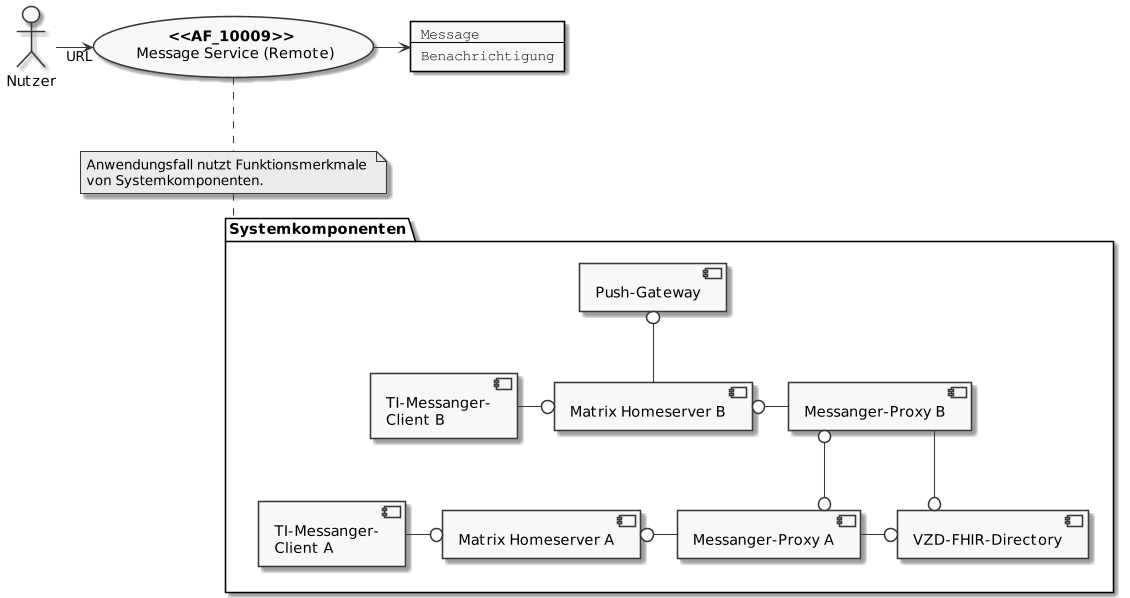 <<AF_10009>>
Message Service (Remote)
Nutzer
URL
Message
Benachrichtigung
Anwendungsfall nutzt Funktionsmerkmale
von Systemkomponenten.
Systemkomponenten
Push-Gateway
TI-Messanger-
Client B
Matrix Homeserver B
Messanger-Proxy B
TI-Messanger-
Client A
Matrix Homeserver A
Messanger-Proxy A
VZD-FHIR-Directory